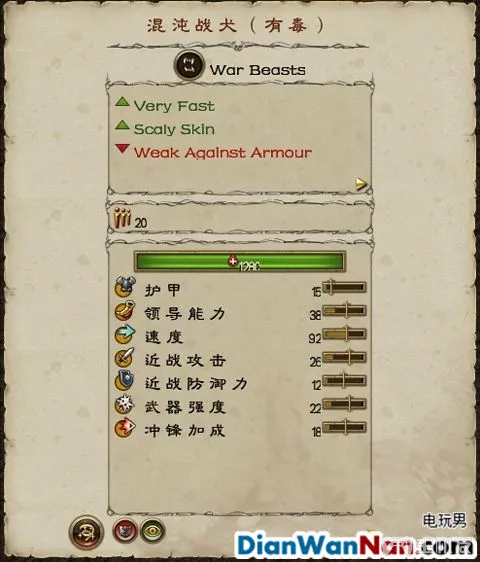 混沌战犬（有毒）
War Beasts
Very Fast
Scaly Skin
Weak Against Armour
20
1280
护甲 15
领导能力 38
速度 92
近战攻击 26
近战防御力 12
武器强度 22
冲锋加成 18
电玩男
DianWanNan.com